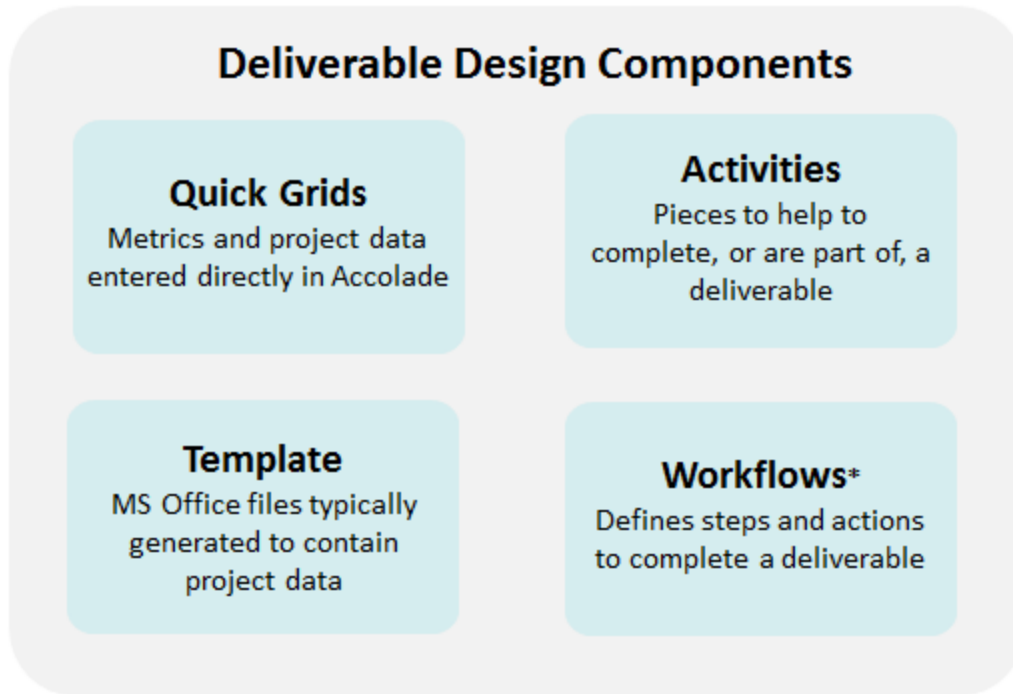 Deliverable Design Components
Quick Grids
Metrics and project data
entered directly in Accolade
Activities
Pieces to help to
complete, or are part of, a
deliverable
Template
MS Office files typically
generated to contain
project data
Workflows*
Defines steps and actions
to complete a deliverable